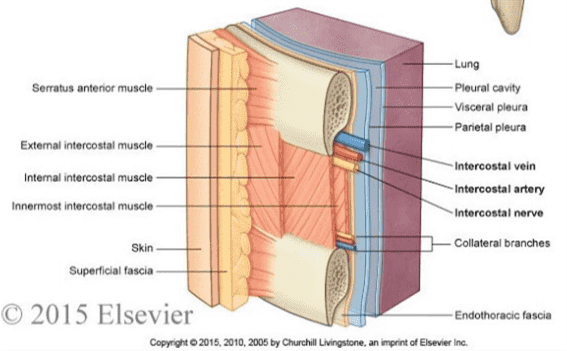 Serratus anterior muscle
External intercostal muscle
Internal intercostal muscle
Innermost intercostal muscle
Skin
Superficial fascia
Lung
Pleural cavity
Visceral pleura
Parietal pleura
Intercostal vein
Intercostal artery
Intercostal nerve
Collateral branches
Endothoracic fascia
© 2015 Elsevier
Copyright © 2015, 2010, 2005 by Churchill Livingstone, an imprint of Elsevier Inc.